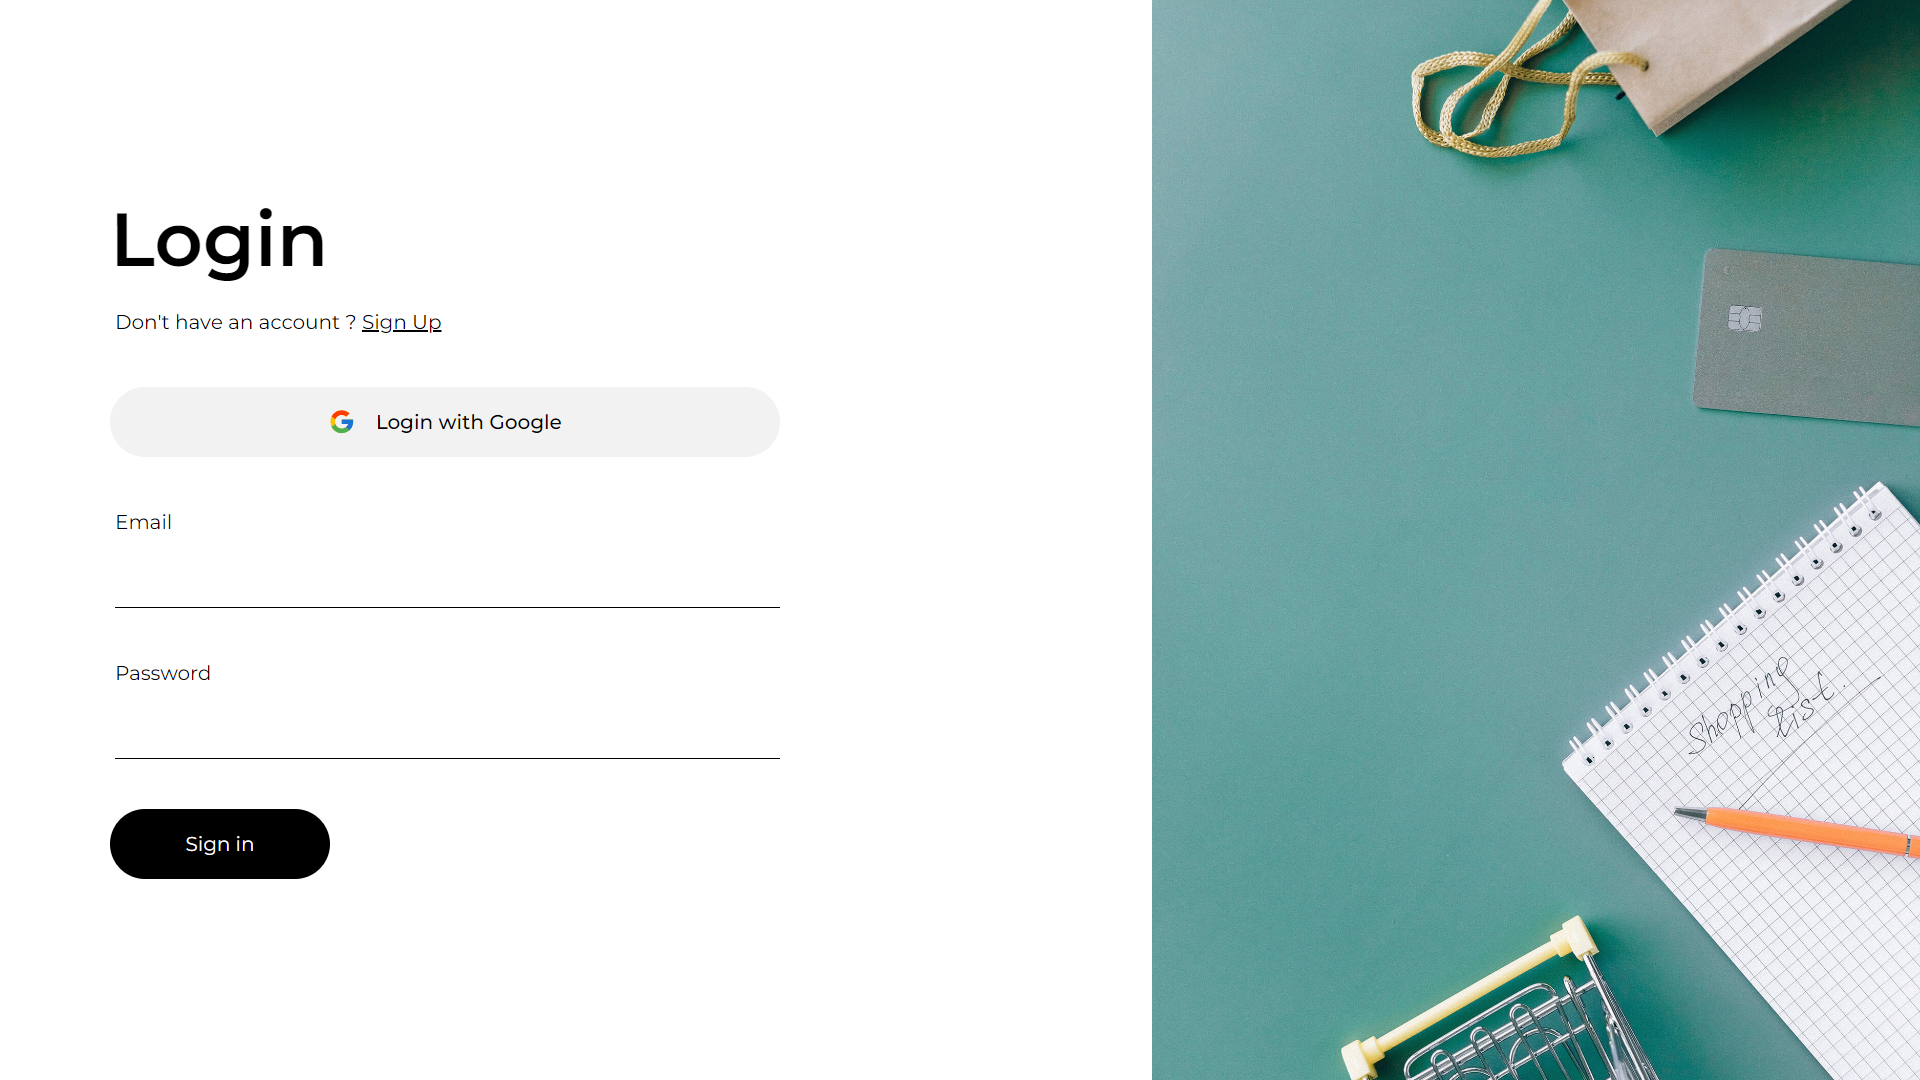 Login
Don't have an account ? Sign Up
Login with Google
Email
Password
Sign in
Shopping
List.